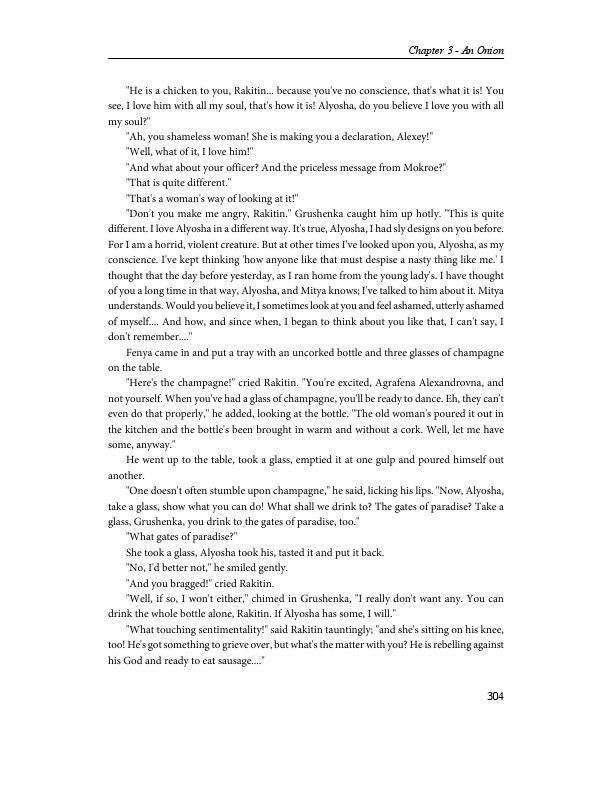 Chapter 3 - An Onion
"He is a chicken to you, Rakitin... because you've no conscience, that's what it is! You
see, I love him with all my soul, that's how it is! Alyosha, do you believe I love you with all
my soul?"
"Ah, you shameless woman! She is making you a declaration, Alexey!"
"Well, what of it, I love him!"
"And what about your officer? And the priceless message from Mokroe?"
"That is quite different."
"That's a woman's way of looking at it!"
"Don't you make me angry, Rakitin." Grushenka caught him up hotly. "This is quite
different. I love Alyosha in a different way. It's true, Alyosha, I had sly designs on you before.
For I am a horrid, violent creature. But at other times I've looked upon you, Alyosha, as my
conscience. I've kept thinking 'how anyone like that must despise a nasty thing like me.' I
thought that the day before yesterday, as I ran home from the young lady's. I have thought
of you a long time in that way, Alyosha, and Mitya knows; I've talked to him about it. Mitya
understands. Would you believe it, I sometimes look at you and feel ashamed, utterly ashamed
of myself.... And how, and since when, I began to think about you like that, I can't say, I
don't remember...."
Fenya came in and put a tray with an uncorked bottle and three glasses of champagne
on the table.
"Here's the champagne!" cried Rakitin. "You're excited, Agrafena Alexandrovna, and
not yourself. When you've had a glass of champagne, you'll be ready to dance. Eh, they can't
even do that properly," he added, looking at the bottle. "The old woman's poured it out in
the kitchen and the bottle's been brought in warm and without a cork. Well, let me have
some, anyway."
He went up to the table, took a glass, emptied it at one gulp and poured himself out
another.
"One doesn't often stumble upon champagne," he said, licking his lips. "Now, Alyosha,
take a glass, show what you can do! What shall we drink to? The gates of paradise? Take a
glass, Grushenka, you drink to the gates of paradise, too."
"What gates of paradise?"
She took a glass, Alyosha took his, tasted it and put it back.
"No, I'd better not," he smiled gently.
"And you bragged!" cried Rakitin.
"Well, if so, I won't either," chimed in Grushenka, "I really don't want any. You can
drink the whole bottle alone, Rakitin. If Alyosha has some, I will."
"What touching sentimentality!" said Rakitin tauntingly; "and she's sitting on his knee,
too! He's got something to grieve over, but what's the matter with you? He is rebelling against
his God and ready to eat sausage...."
304